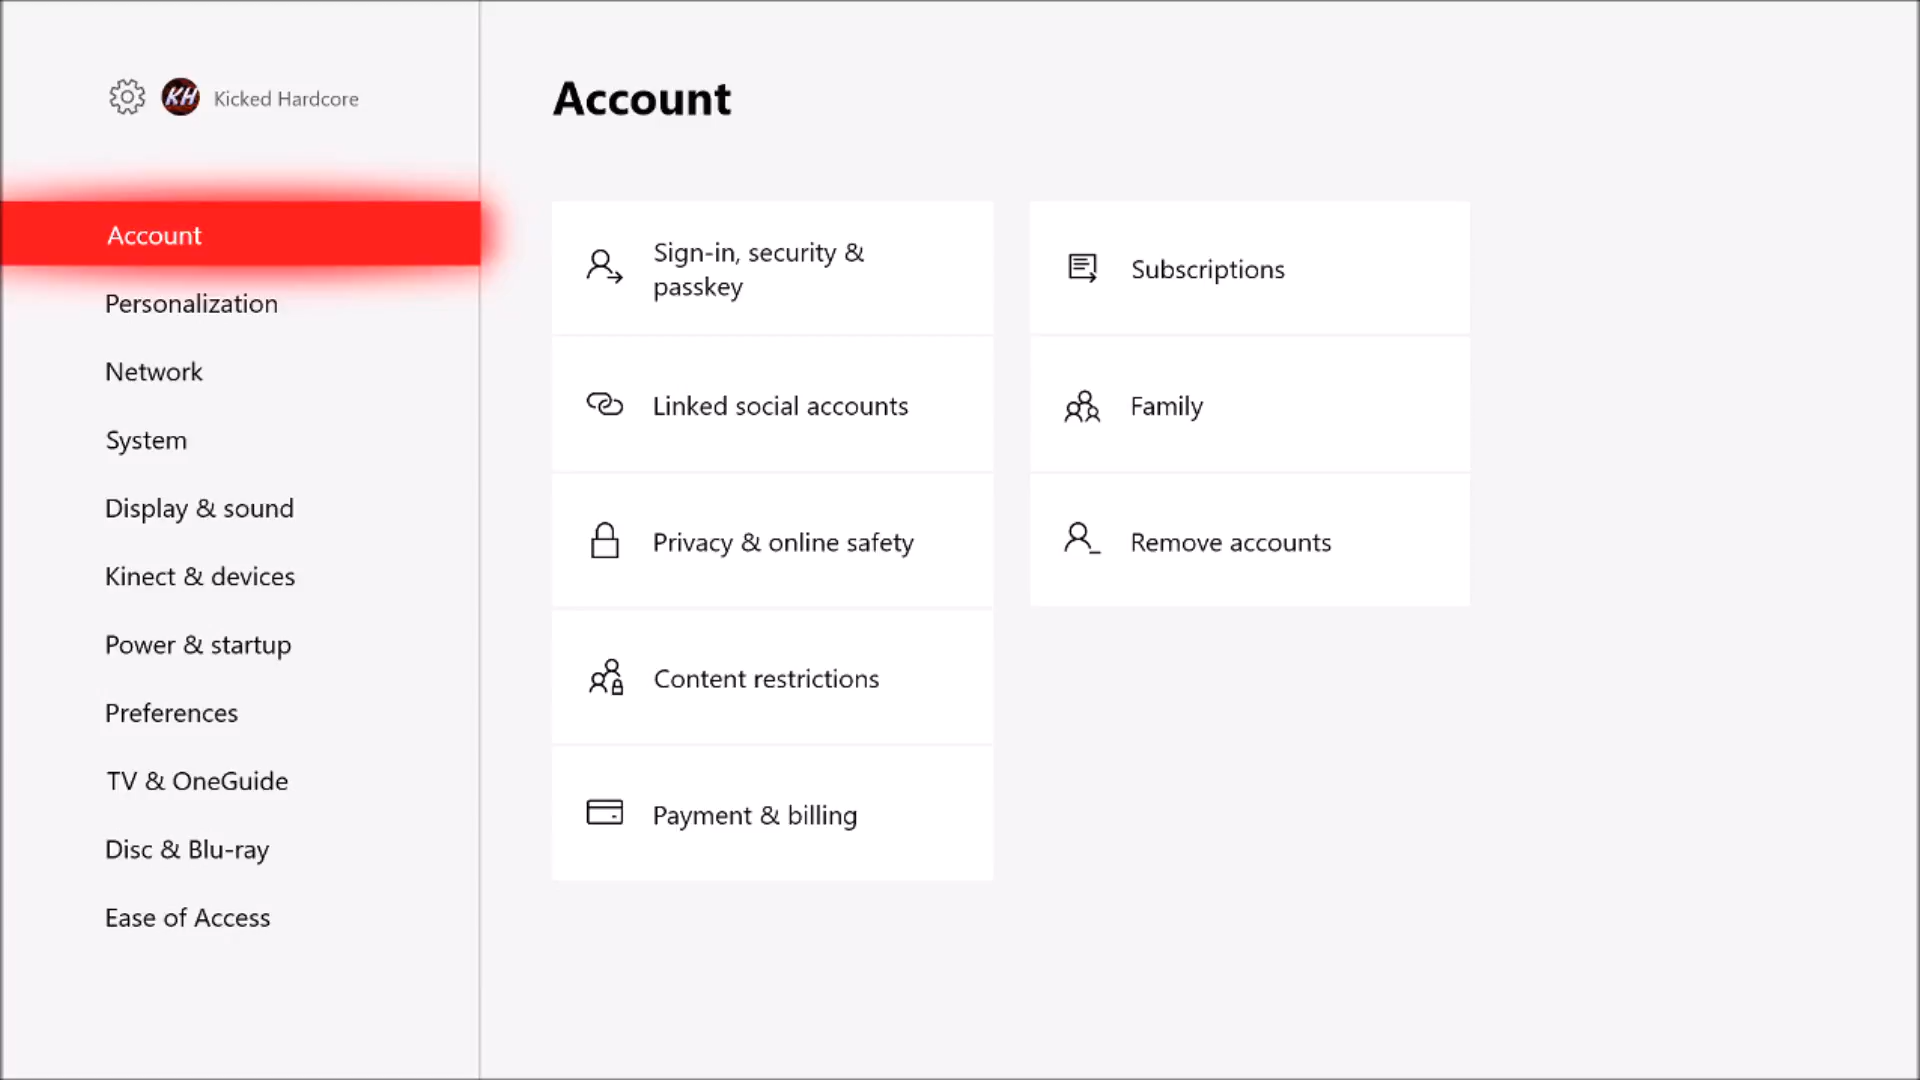 KH Kicked Hardcore
Account
Personalization
Network
System
Display & sound
Kinect & devices
Power & startup
Preferences
TV & OneGuide
Disc & Blu-ray
Ease of Access
Account
Sign-in, security &
passkey
Linked social accounts
Privacy & online safety
Content restrictions
Payment & billing
Subscriptions
Family
Remove accounts